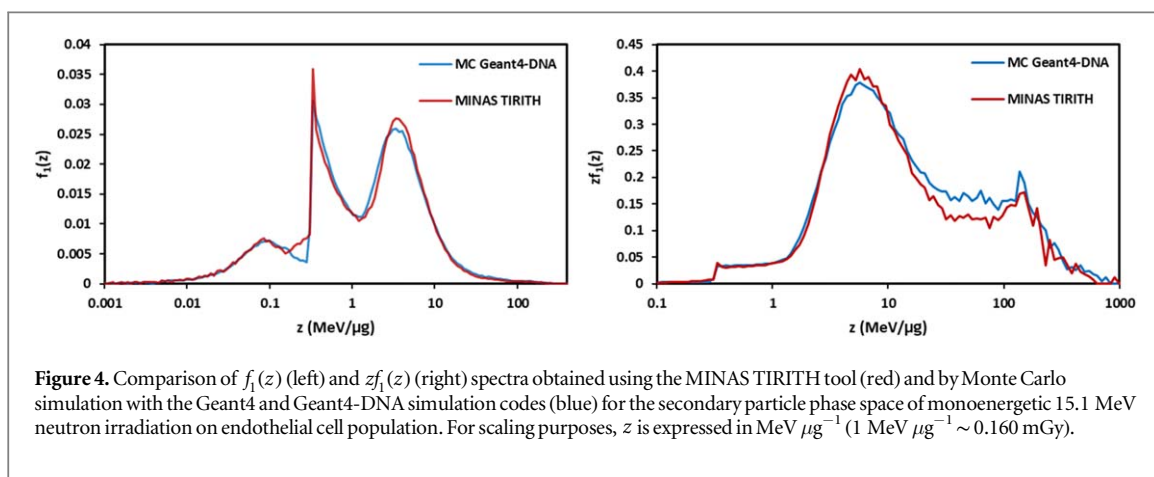 0.04
0.035
0.03
0.025
0.02
0.015
0.01
0.005
0
f₁(z)
0.001 0.01 0.1 1 10 100
z (MeV/µg)
MC Geant4-DNA
MINAS TIRITH
0.45
0.4
0.35
0.3
0.25
0.2
0.15
0.1
0.05
0
zf₁(z)
0.1 1 10 100 1000
z (MeV/µg)
MC Geant4-DNA
MINAS TIRITH
Figure 4. Comparison of f₁(z) (left) and zf₁(z) (right) spectra obtained using the MINAS TIRITH tool (red) and by Monte Carlo
simulation with the Geant4 and Geant4-DNA simulation codes (blue) for the secondary particle phase space of monoenergetic 15.1 MeV
neutron irradiation on endothelial cell population. For scaling purposes, z is expressed in MeV µg⁻¹ (1 MeV µg⁻¹ ~ 0.160 mGy).